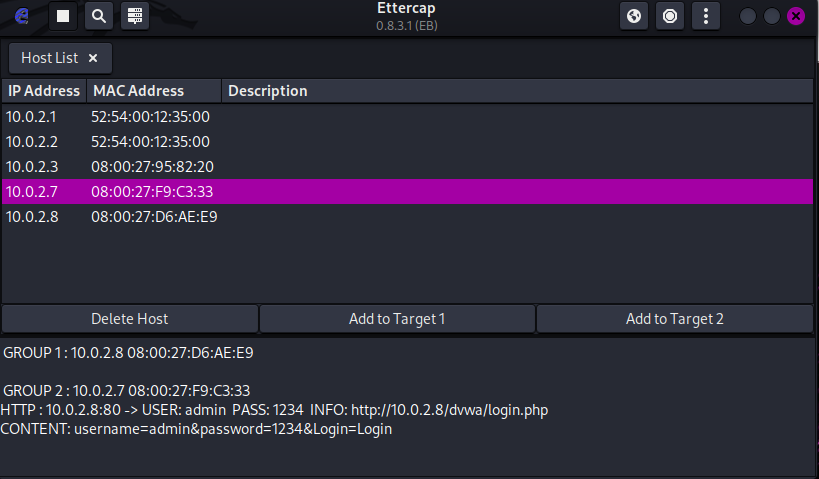 Ettercap
0.8.3.1 (EB)
Host List ×
IP Address MAC Address Description
10.0.2.1 52:54:00:12:35:00
10.0.2.2 52:54:00:12:35:00
10.0.2.3 08:00:27:95:82:20
10.0.2.7 08:00:27:F9:C3:33
10.0.2.8 08:00:27:D6:AE:E9
Delete Host Add to Target 1 Add to Target 2
GROUP 1 : 10.0.2.8 08:00:27:D6:AE:E9
GROUP 2 : 10.0.2.7 08:00:27:F9:C3:33
HTTP : 10.0.2.8:80 -> USER: admin PASS: 1234 INFO: http://10.0.2.8/dvwa/login.php
CONTENT: username=admin&password=1234&Login=Login